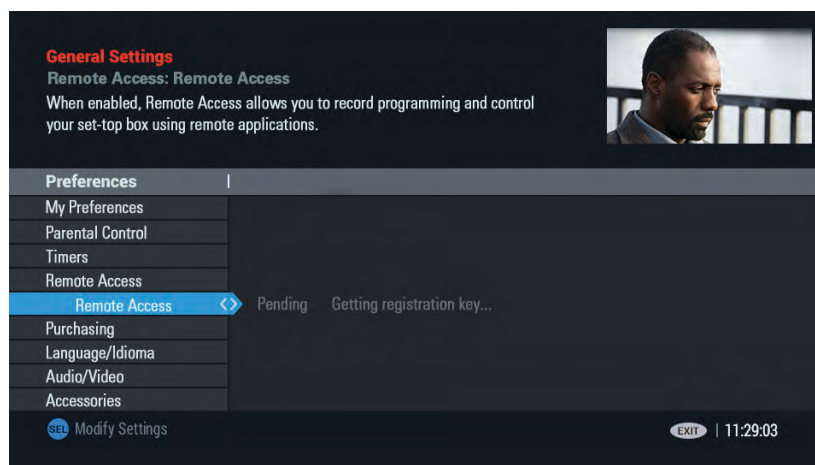 General Settings
Remote Access: Remote Access
When enabled, Remote Access allows you to record programming and control
your set-top box using remote applications.
Preferences
My Preferences
Parental Control
Timers
Remote Access
Remote Access <> Pending Getting registration key...
Purchasing
Language/Idioma
Audio/Video
Accessories
SEL Modify Settings
EXIT | 11:29:03